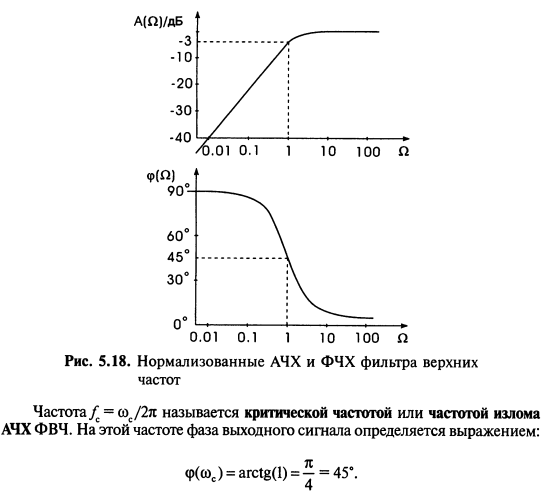 A(Ω)/дБ
-3
-10
-20
-30
-40
0.01 0.1 1 10 100 Ω
φ(Ω)
90°
60°
45°
30°
0°
0.01 0.1 1 10 100 Ω
Рис. 5.18. Нормализованные АЧХ и ФЧХ фильтра верхних
частот
Частота f_c = ω_c/2π называется критической частотой или частотой излома
АЧХ ФВЧ. На этой частоте фаза выходного сигнала определяется выражением:
φ(ω_c) = arctg(1) = π/4 = 45°.